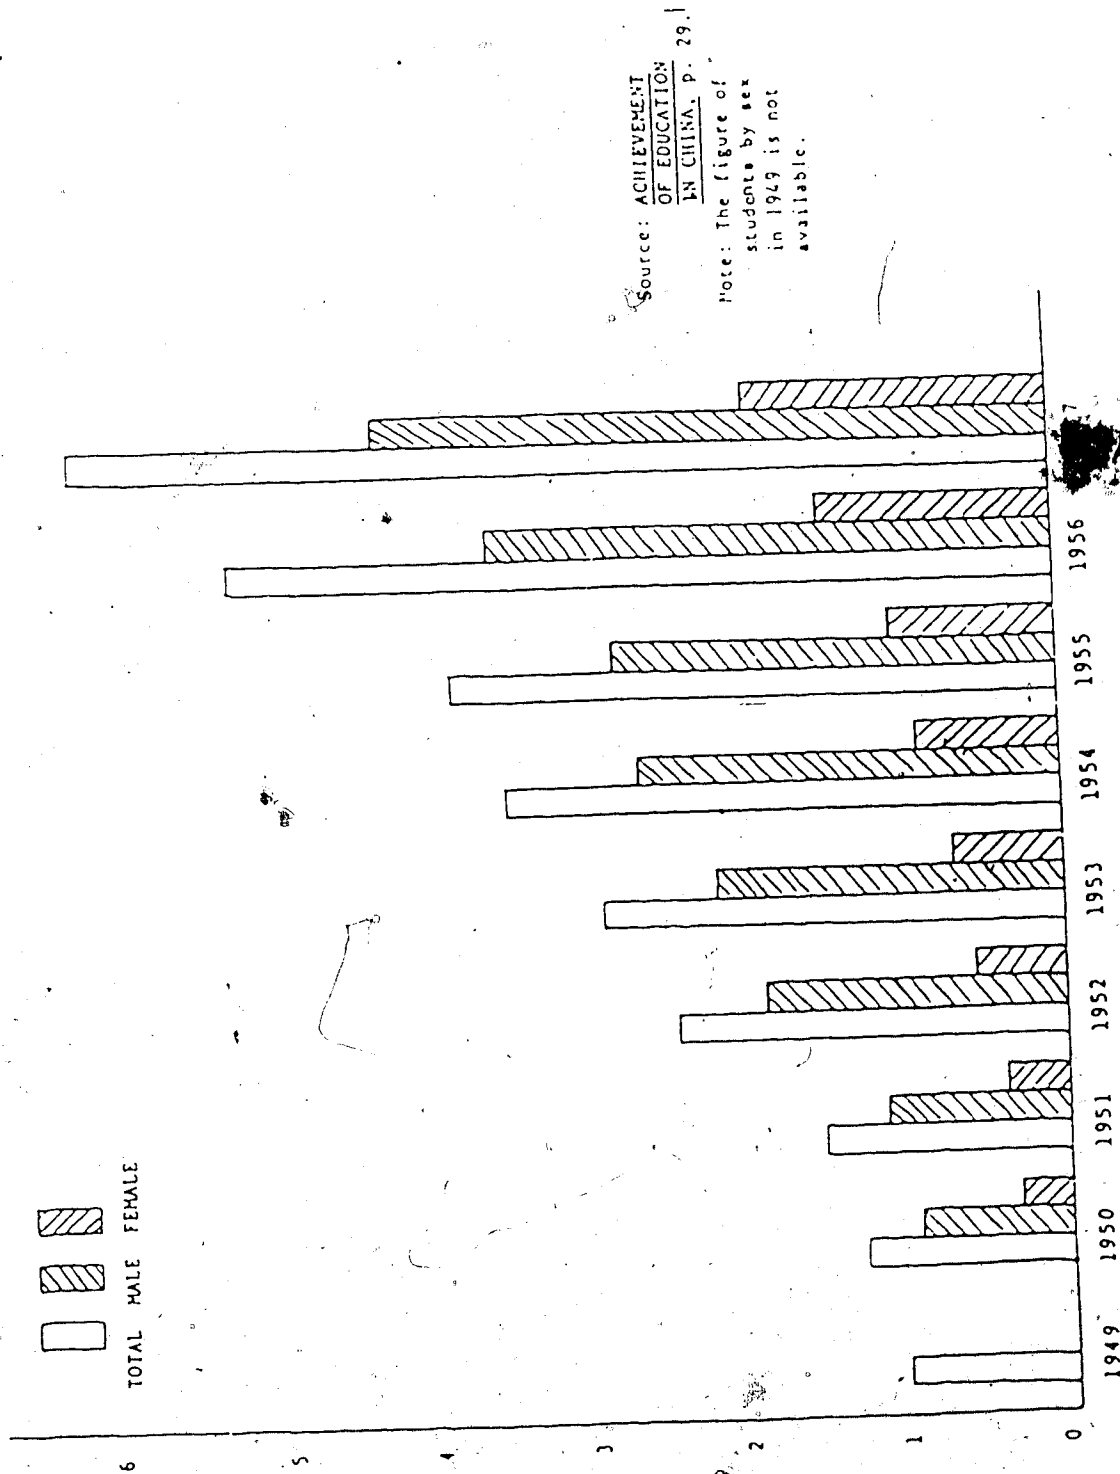 TOTAL MALE FEMALE
6
5
4
3
2
1
0
1949 1950 1951 1952 1953 1954 1955 1956
Source: ACHIEVEMENT
OF EDUCATION
IN CHINA, p. 29.
Note: The figure of
students by sex
in 1949 is not
available.